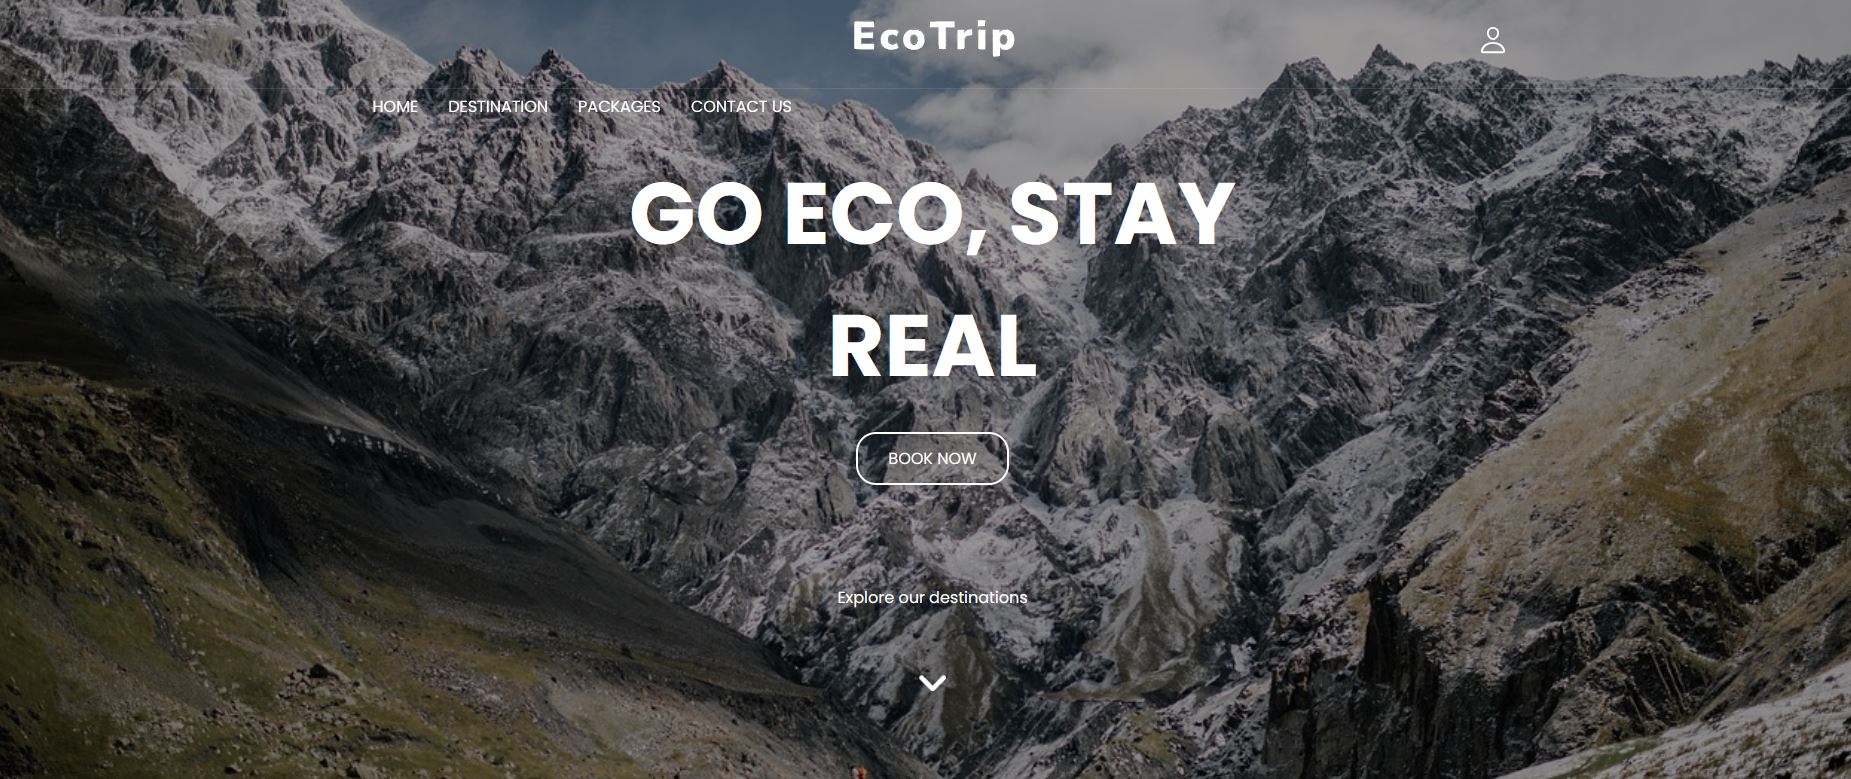 EcoTrip
HOME DESTINATION PACKAGES CONTACT US
GO ECO, STAY
REAL
BOOK NOW
Explore our destinations